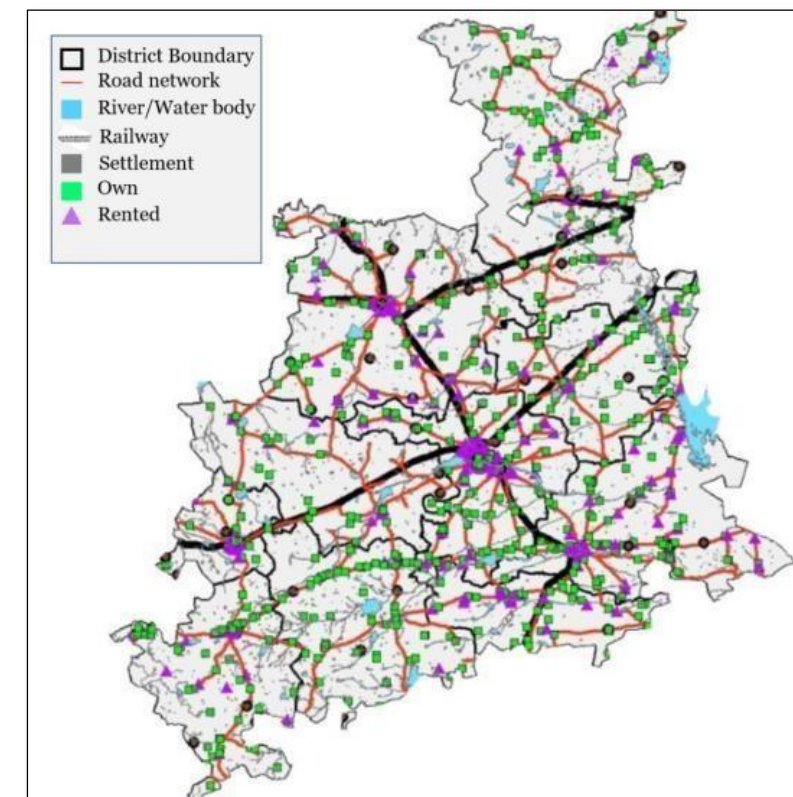 District Boundary
Road network
River/Water body
Railway
Settlement
Own
Rented